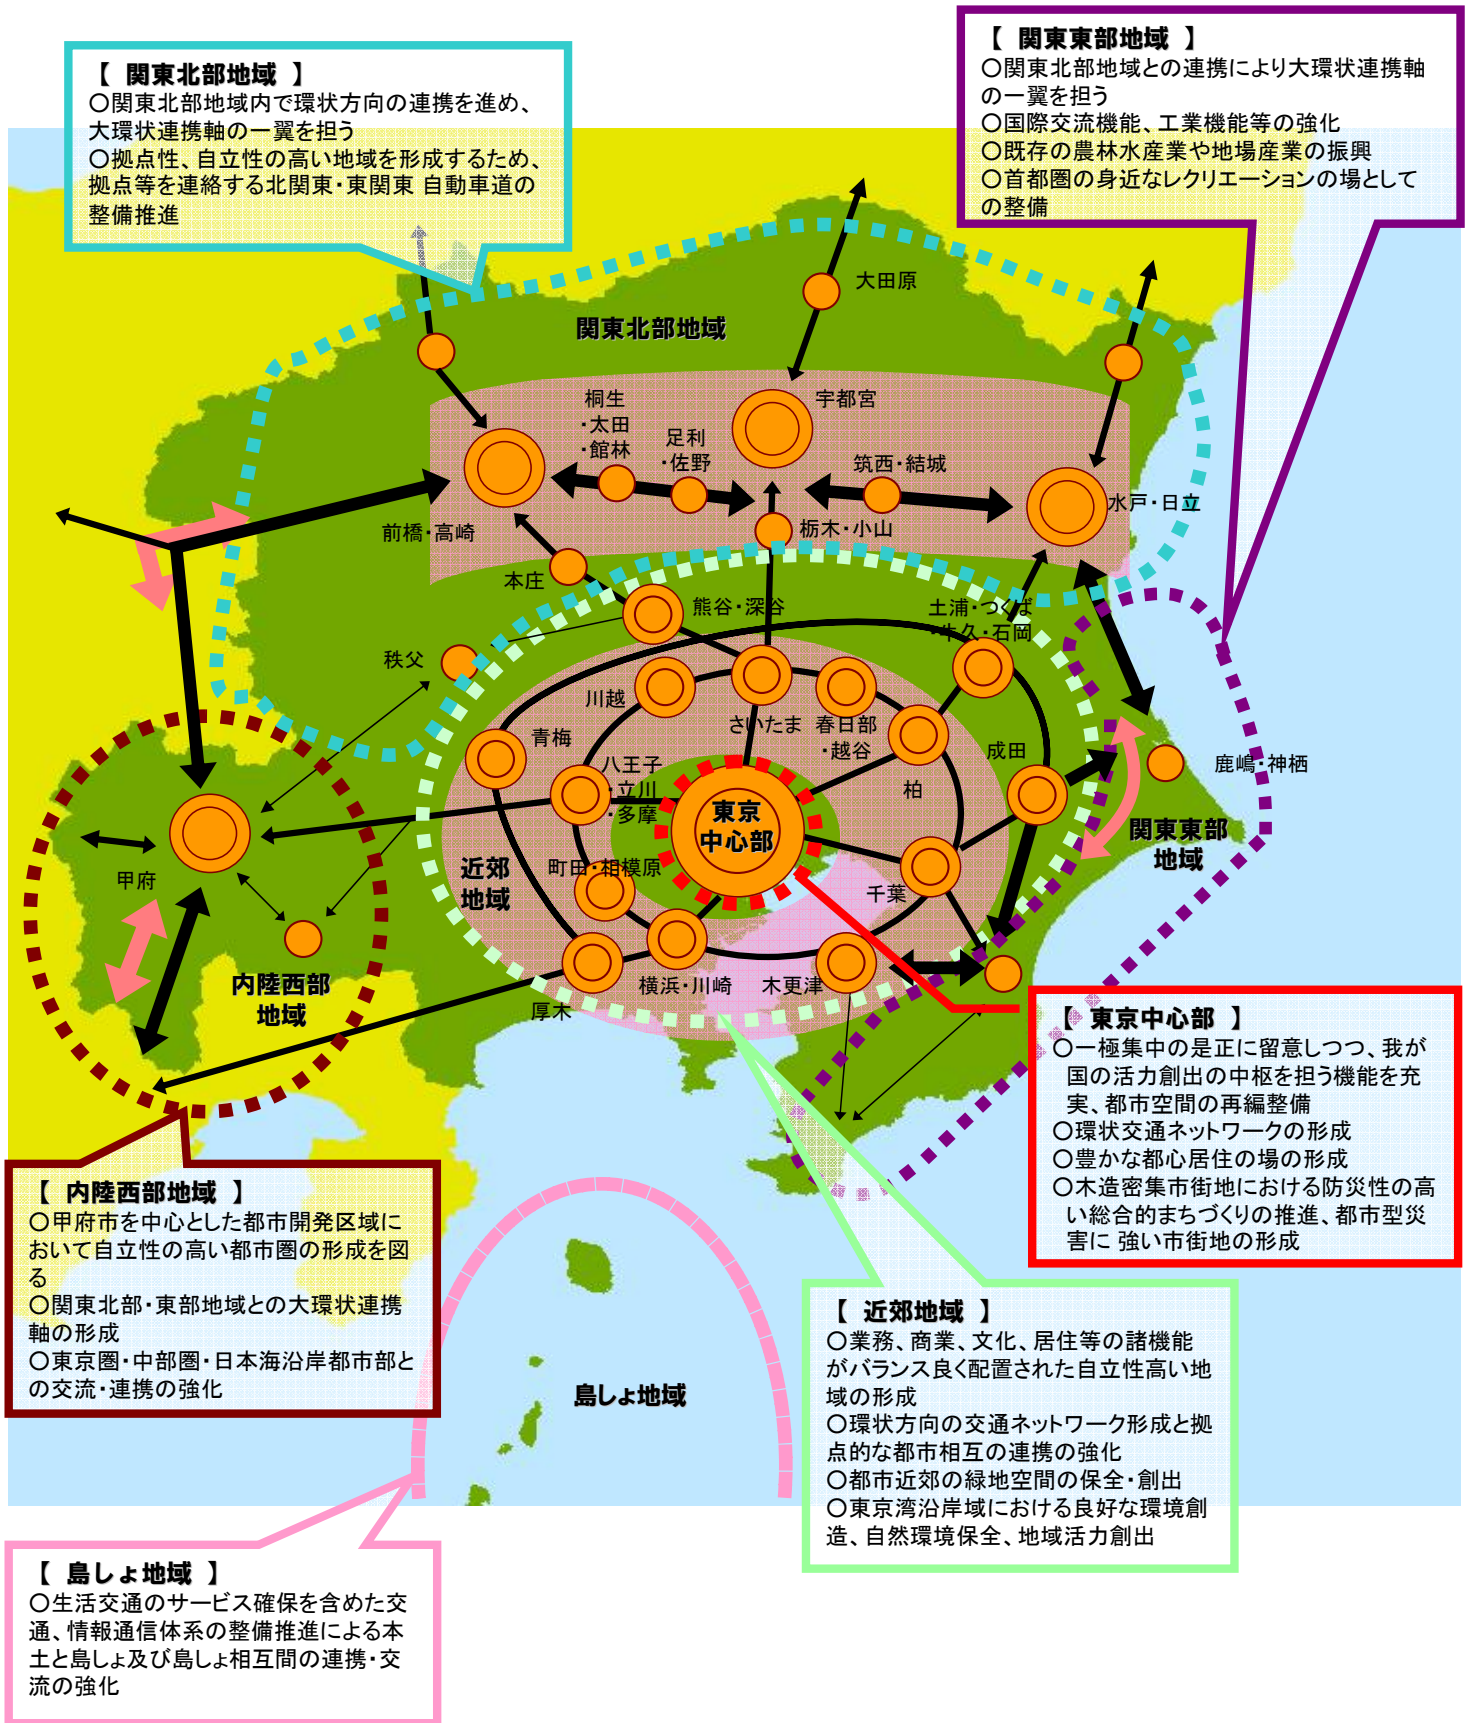 【 関東北部地域 】
〇関東北部地域内で環状方向の連携を進め、
大環状連携軸の一翼を担う
〇拠点性、自立性の高い地域を形成するため、
拠点等を連絡する北関東・東関東 自動車道の
整備推進
【 関東東部地域 】
〇関東北部地域との連携により大環状連携軸
の一翼を担う
〇国際交流機能、工業機能等の強化
〇既存の農林水産業や地場産業の振興
〇首都圏の身近なレクリエーションの場として
の整備
大田原
関東北部地域
桐生
・太田
・館林
宇都宮
足利
・佐野
筑西・結城
水戸・日立
前橋・高崎
栃木・小山
本庄
熊谷・深谷
土浦・つくば
・牛久・石岡
秩父
川越
さいたま
春日部
・越谷
青梅
成田
八王子
・立川
・多摩
柏
鹿嶋・神栖
東京
中心部
関東東部
地域
近郊
地域
町田・相模原
甲府
千葉
内陸西部
地域
横浜・川崎
木更津
厚木
【 東京中心部 】
〇一極集中の是正に留意しつつ、我が
国の活力創出の中枢を担う機能を充
実、都市空間の再編整備
〇環状交通ネットワークの形成
〇豊かな都心居住の場の形成
〇木造密集市街地における防災性の高
い総合的まちづくりの推進、都市型災
害に 強い市街地の形成
【 内陸西部地域 】
〇甲府市を中心とした都市開発区域に
おいて自立性の高い都市圏の形成を図
る
〇関東北部・東部地域との大環状連携
軸の形成
〇東京圏・中部圏・日本海沿岸都市部と
の交流・連携の強化
【 近郊地域 】
〇業務、商業、文化、居住等の諸機能
がバランス良く配置された自立性高い地
域の形成
〇環状方向の交通ネットワーク形成と拠
点的な都市相互の連携の強化
〇都市近郊の緑地空間の保全・創出
〇東京湾沿岸域における良好な環境創
造、自然環境保全、地域活力創出
島しょ地域
【 島しょ地域 】
〇生活交通のサービス確保を含めた交
通、情報通信体系の整備推進による本
土と島しょ及び島しょ相互間の連携・交
流の強化